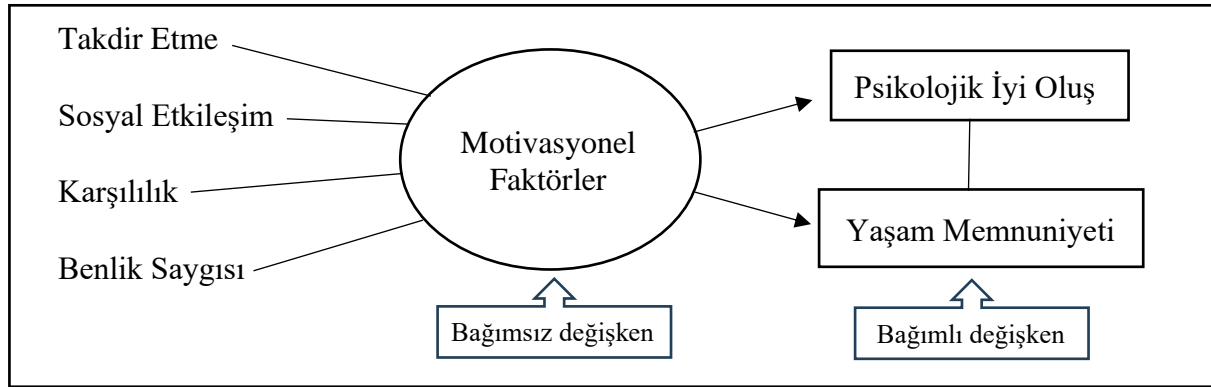 Takdir Etme
Sosyal Etkileşim
Karşılılık
Benlik Saygısı
Motivasyonel
Faktörler
Psikolojik İyi Oluş
Yaşam Memnuniyeti
Bağımsız değişken
Bağımlı değişken